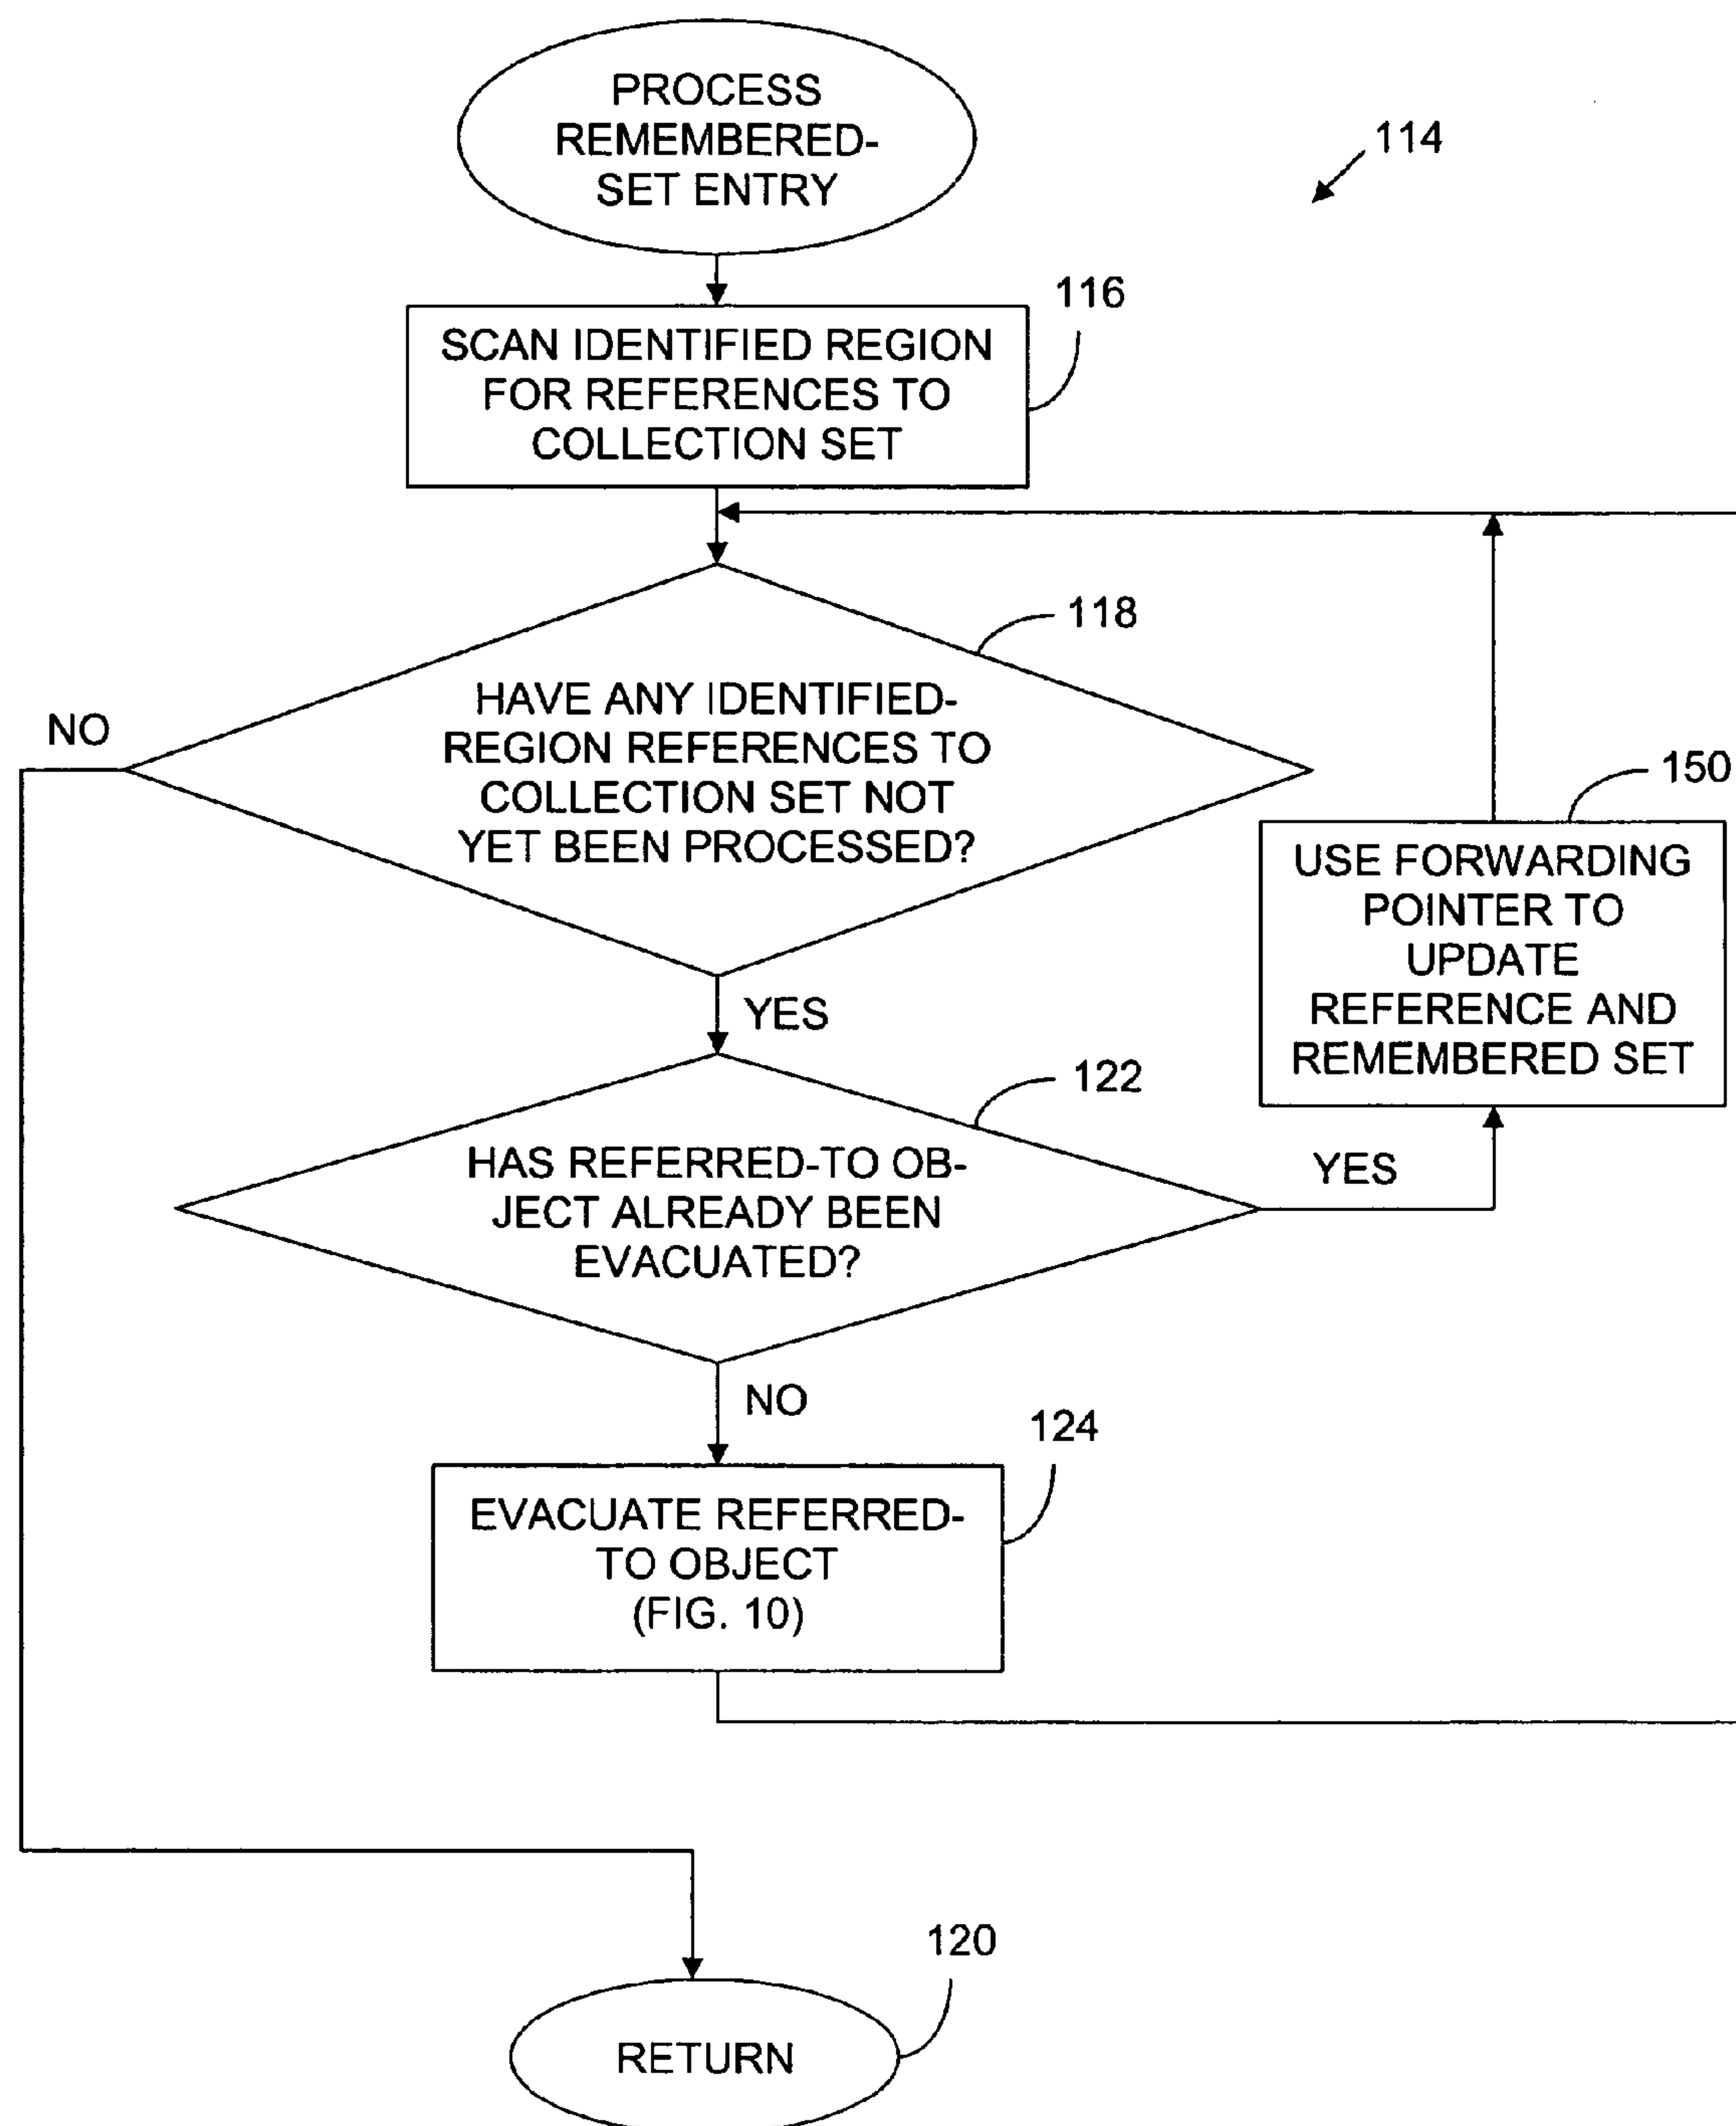 PROCESS
REMEMBERED-
SET ENTRY
114
116
SCAN IDENTIFIED REGION
FOR REFERENCES TO
COLLECTION SET
118
HAVE ANY IDENTIFIED-
REGION REFERENCES TO
COLLECTION SET NOT
YET BEEN PROCESSED?
NO
150
USE FORWARDING
POINTER TO
UPDATE
REFERENCE AND
REMEMBERED SET
YES
122
HAS REFERRED-TO OB-
JECT ALREADY BEEN
EVACUATED?
YES
NO
124
EVACUATE REFERRED-
TO OBJECT
(FIG. 10)
120
RETURN